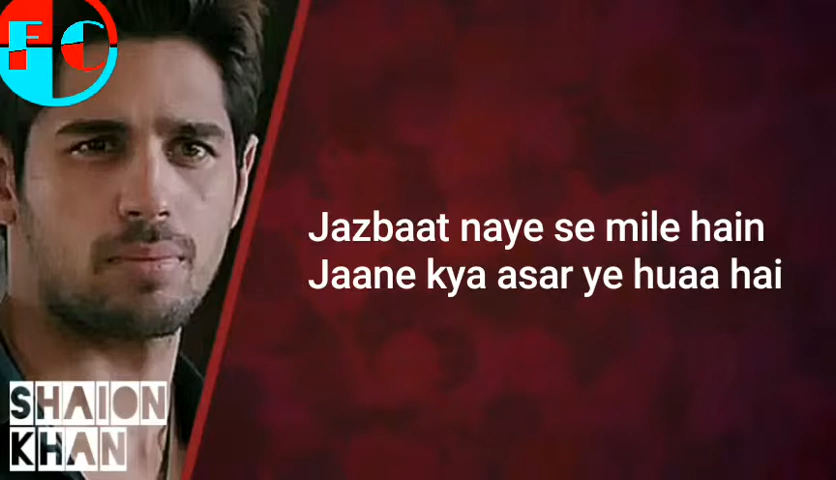 FC
Jazbaat naye se mile hain
Jaane kya asar ye huaa hai
SHAION
KHAN